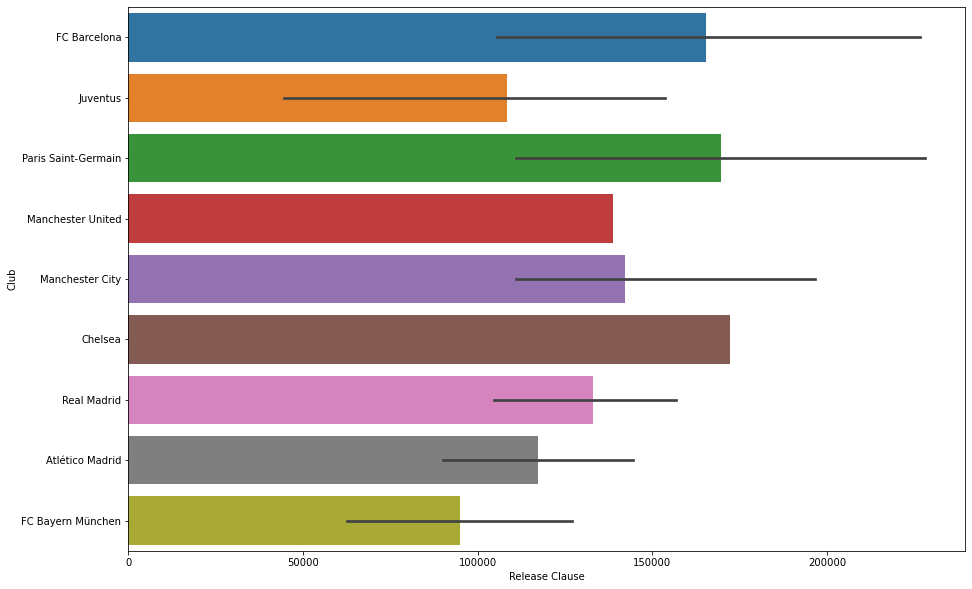 FC Barcelona
Juventus
Paris Saint-Germain
Manchester United
Manchester City
Chelsea
Real Madrid
Atlético Madrid
FC Bayern München
Club
0 50000 100000 150000 200000
Release Clause